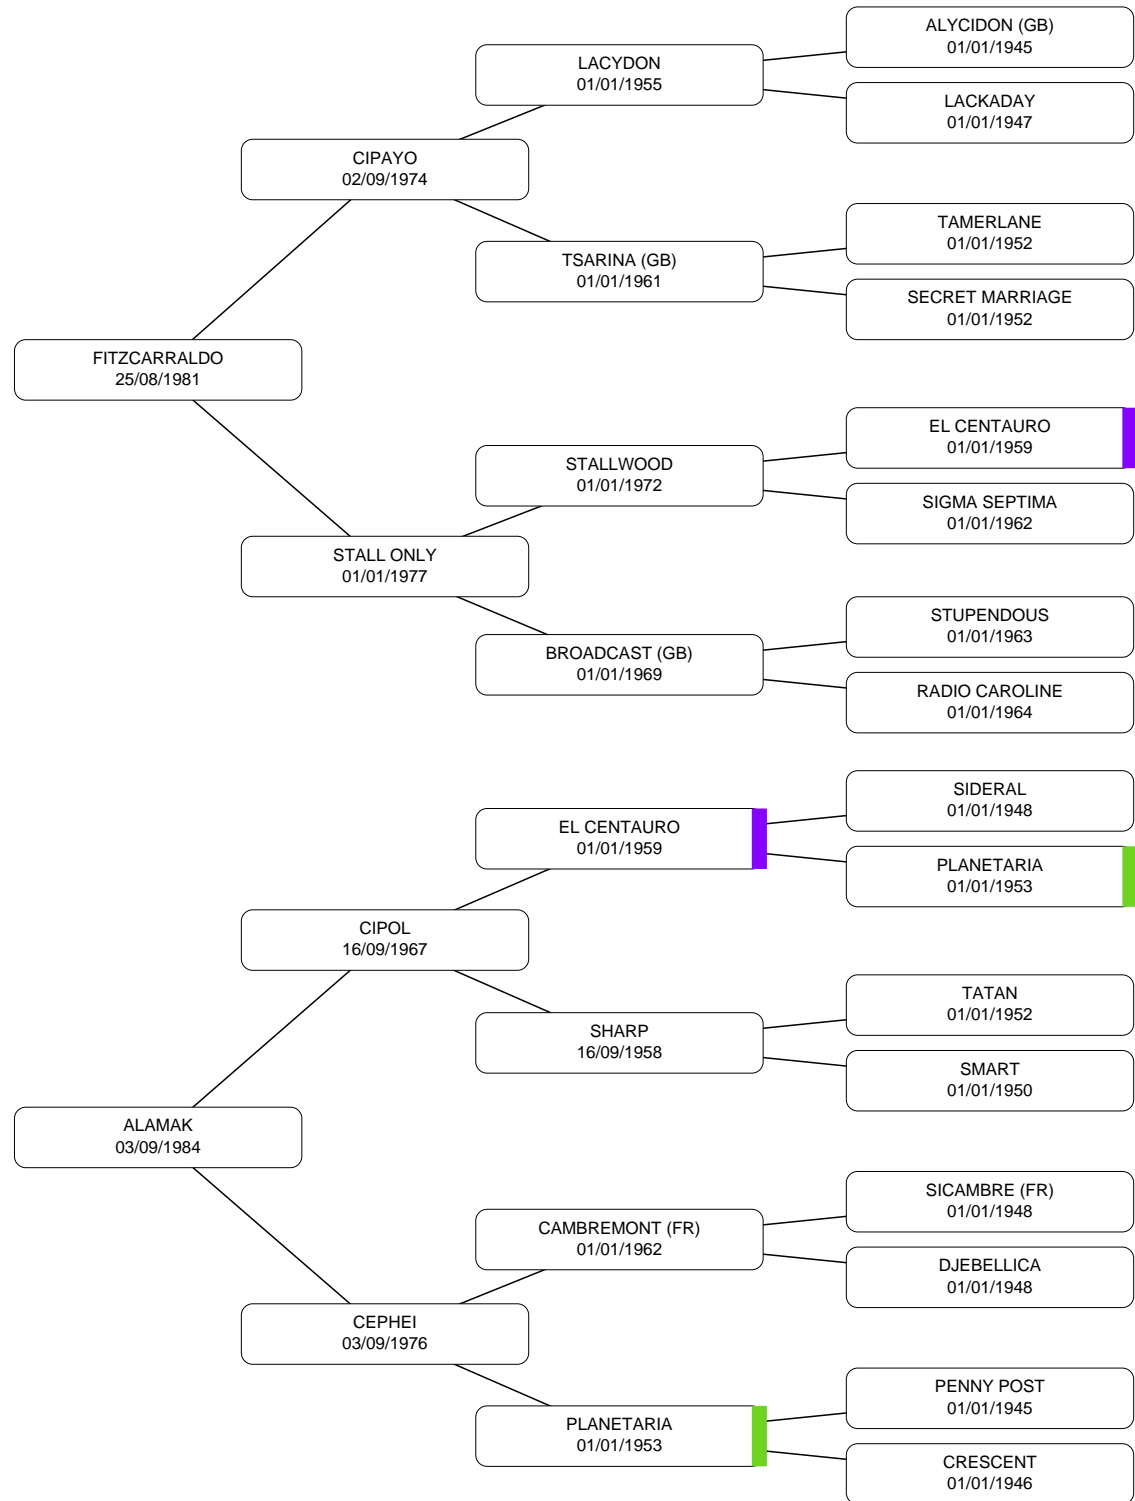 ALYCIDON (GB)
01/01/1945
LACYDON
01/01/1955
LACKADAY
01/01/1947
CIPAYO
02/09/1974
TAMERLANE
01/01/1952
TSARINA (GB)
01/01/1961
SECRET MARRIAGE
01/01/1952
FITZCARRALDO
25/08/1981
EL CENTAURO
01/01/1959
STALLWOOD
01/01/1972
SIGMA SEPTIMA
01/01/1962
STALL ONLY
01/01/1977
STUPENDOUS
01/01/1963
BROADCAST (GB)
01/01/1969
RADIO CAROLINE
01/01/1964
SIDERAL
01/01/1948
EL CENTAURO
01/01/1959
PLANETARIA
01/01/1953
CIPOL
16/09/1967
TATAN
01/01/1952
SHARP
16/09/1958
SMART
01/01/1950
ALAMAK
03/09/1984
SICAMBRE (FR)
01/01/1948
CAMBREMONT (FR)
01/01/1962
DJEBELLICA
01/01/1948
CEPHEI
03/09/1976
PENNY POST
01/01/1945
PLANETARIA
01/01/1953
CRESCENT
01/01/1946